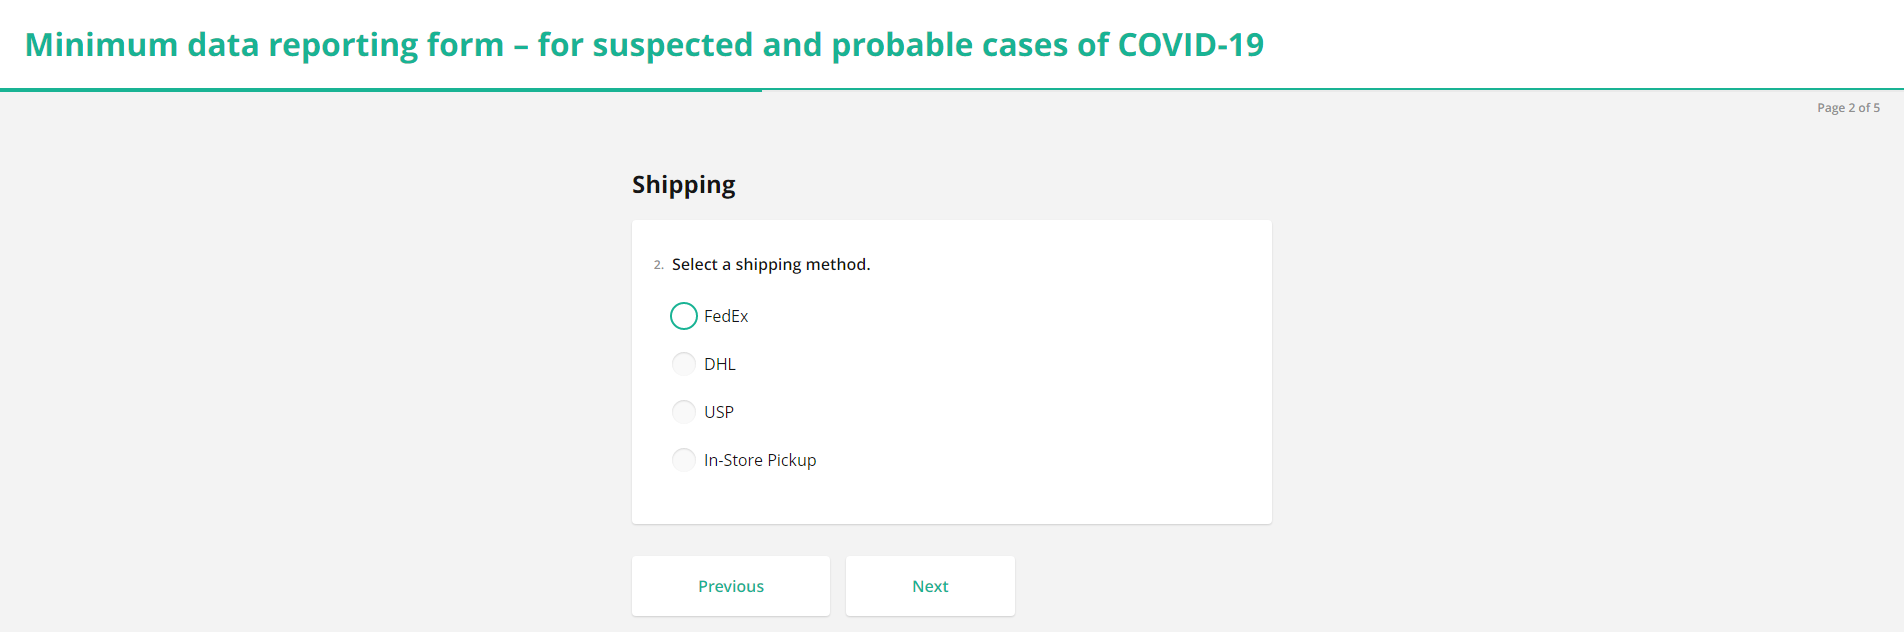 Minimum data reporting form – for suspected and probable cases of COVID-19
Page 2 of 5
Shipping
2. Select a shipping method.
FedEx
DHL
USP
In-Store Pickup
Previous Next